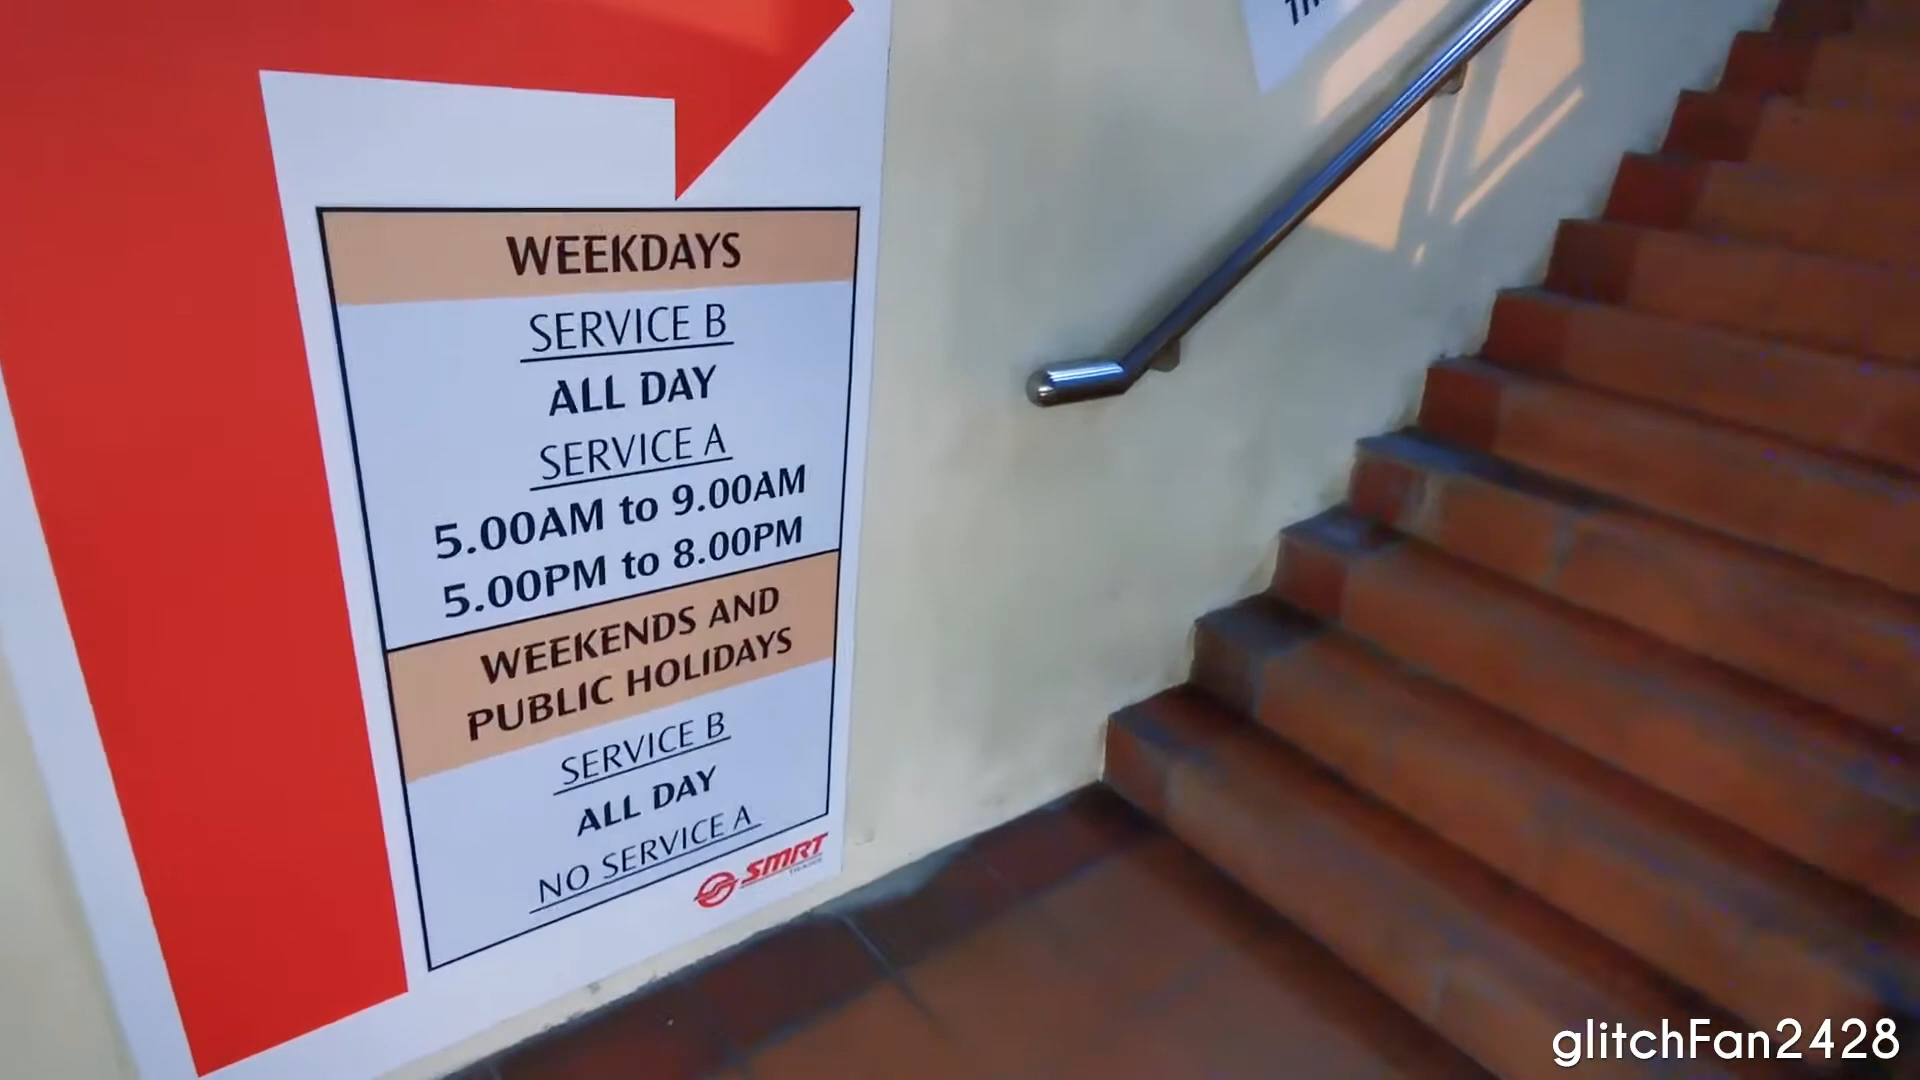 WEEKDAYS
SERVICE B
ALL DAY
SERVICE A
5.00AM to 9.00AM
5.00PM to 8.00PM
WEEKENDS AND
PUBLIC HOLIDAYS
SERVICE B
ALL DAY
NO SERVICE A
SMRT
glitchFan2428